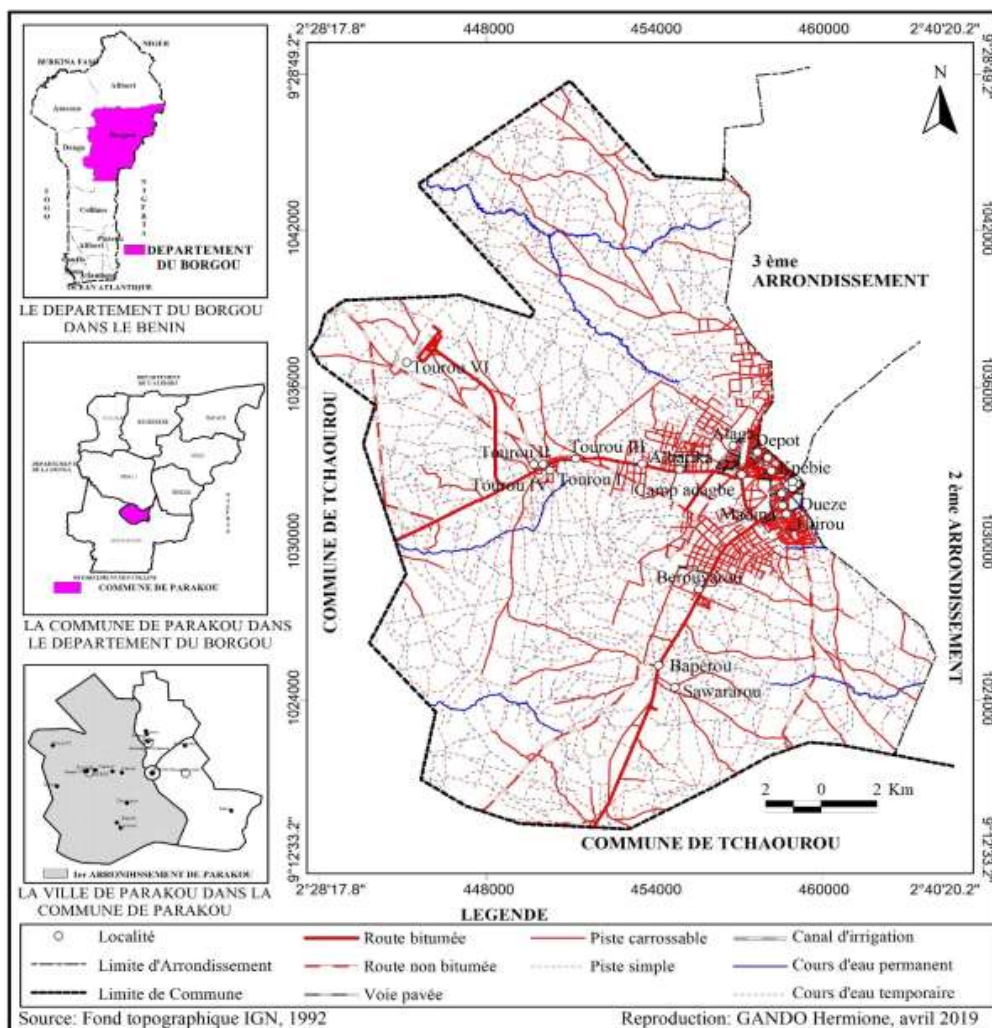 NIGER
BURKINA FASO
Alibori
Atacora
Borgou
Donga
TOGO
NIGERIA
Collines
Plateau
OCEAN ATLANTIQUE
DEPARTEMENT
DU BORGOU
LE DEPARTEMENT DU BORGOU
DANS LE BENIN
DEPARTEMENT
COMMUNE DE PARAKOU
LA COMMUNE DE PARAKOU DANS
LE DEPARTEMENT DU BORGOU
1er ARRONDISSEMENT DE PARAKOU
LA VILLE DE PARAKOU DANS LA
COMMUNE DE PARAKOU
2°28'17.8"
448000
454000
460000
2°40'20.2"
9°28'49.2"
9°28'49.2"
N
1042000
1042000
3 ème
ARRONDISSEMENT
1036000
1036000
Tourou VI
COMMUNE DE TCHAOUROU
Alaga
Depot
Tourou III
Tourou II
Kpébie
Tourou IV
Tourou I
Camp adagbe
Dueze
Madina
1030000
1030000
2 ème ARRONDISSEMENT
Berouyarou
Bapérou
Sawararou
1024000
1024000
2 0 2 Km
COMMUNE DE TCHAOUROU
9°12'33.2"
9°12'33.2"
2°28'17.8"
448000
454000
460000
2°40'20.2"
LEGENDE
Localité
Route bitumée
Piste carrossable
Canal d'irrigation
Limite d'Arrondissement
Route non bitumée
Piste simple
Cours d'eau permanent
Limite de Commune
Voie pavée
Cours d'eau temporaire
Source: Fond topographique IGN, 1992
Reproduction: GANDO Hermione, avril 2019